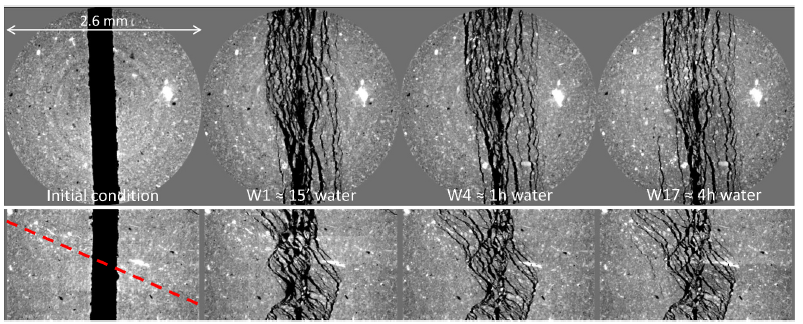 2.6 mm
Initial condition
W1 ≈ 15’ water
W4 ≈ 1h water
W17 ≈ 4h water